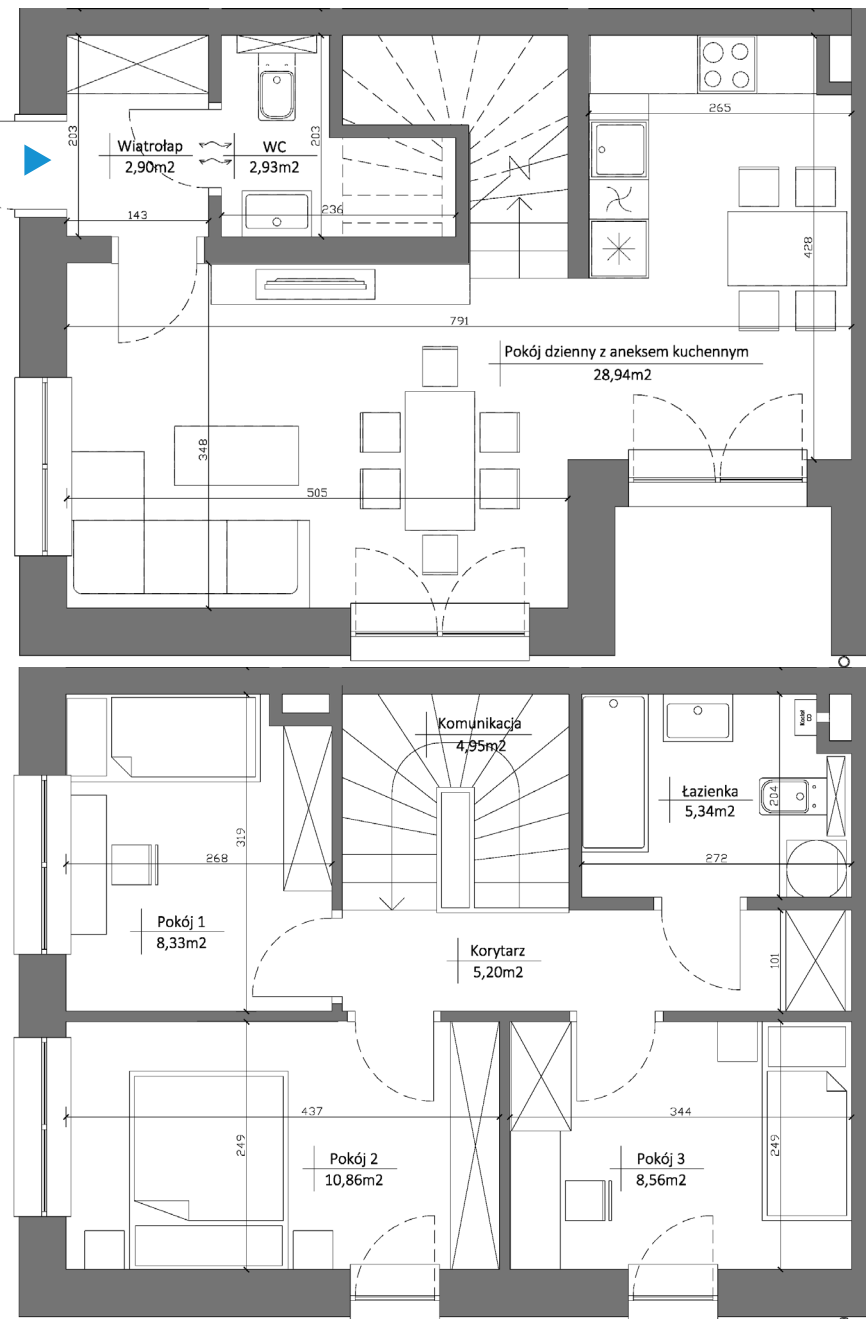 265
203
Wiatrołap
2,90m2
WC
2,93m2
203
143
236
428
791
Pokój dzienny z aneksem kuchennym
28,94m2
348
505
Komunikacja
4,95m2
Kocioł
CO
Łazienka
5,34m2
204
319
268
272
Pokój 1
8,33m2
Korytarz
5,20m2
101
437
344
249
Pokój 2
10,86m2
Pokój 3
8,56m2
249